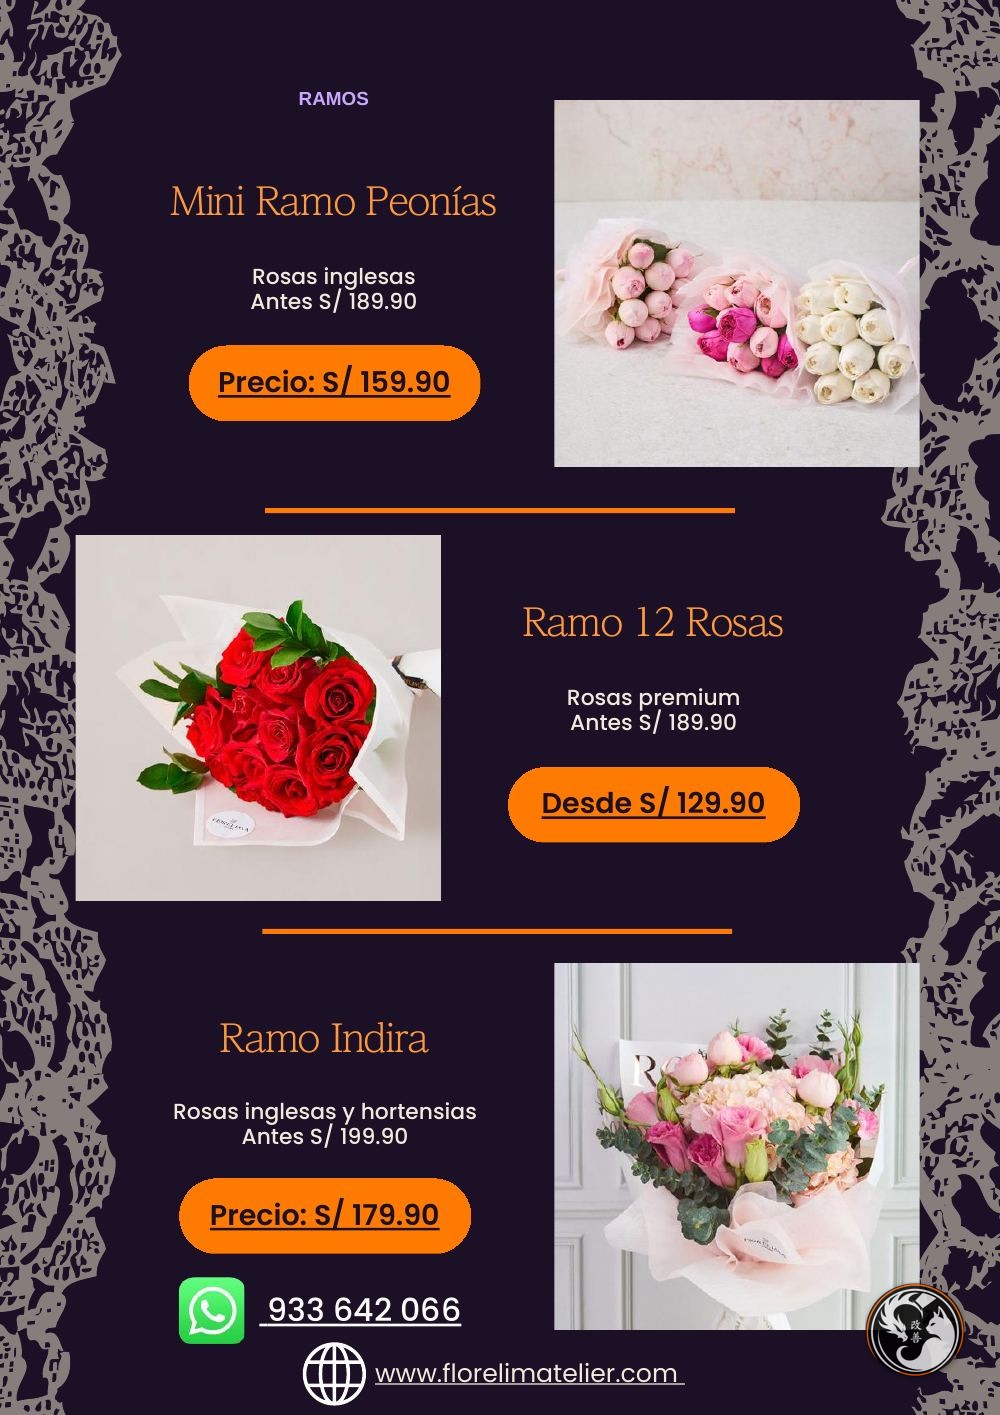 RAMOS
Mini Ramo Peonías
Rosas inglesas
Antes S/ 189.90
Precio: S/ 159.90
Ramo 12 Rosas
Rosas premium
Antes S/ 189.90
Desde S/ 129.90
Ramo Indira
Rosas inglesas y hortensias
Antes S/ 199.90
Precio: S/ 179.90
933 642 066
www.florelimatelier.com
改
善